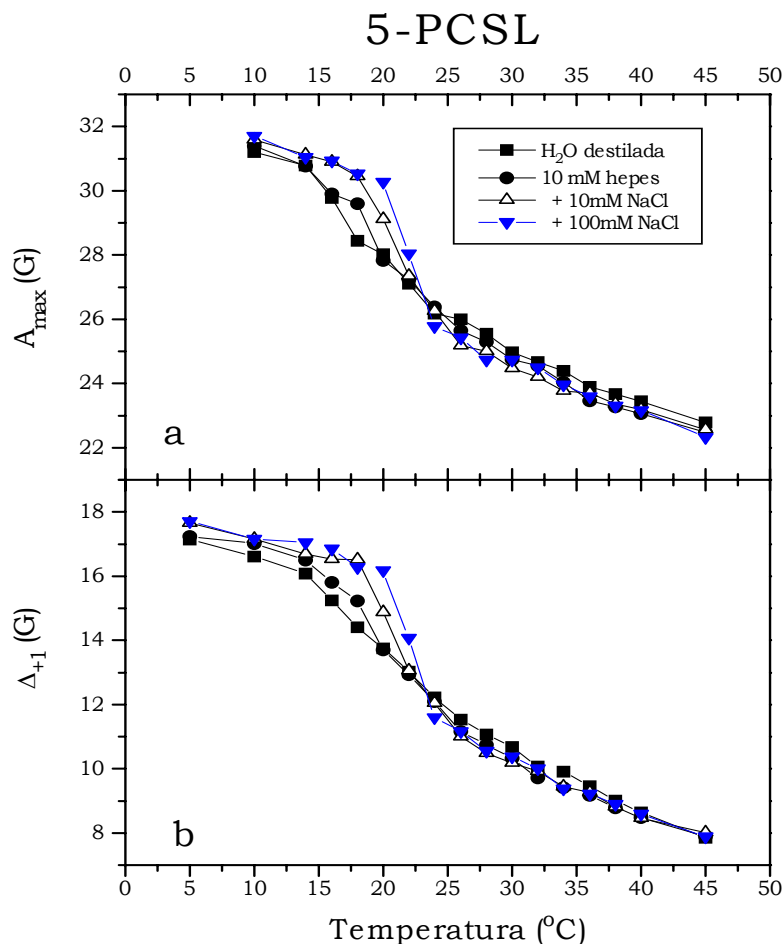 5-PCSL
0 5 10 15 20 25 30 35 40 45 50
32
30
28
26
24
22
A_max (G)
H₂O destilada
10 mM hepes
+ 10mM NaCl
+ 100mM NaCl
a
18
16
14
12
10
8
Δ₊₁ (G)
b
0 5 10 15 20 25 30 35 40 45 50
Temperatura (°C)